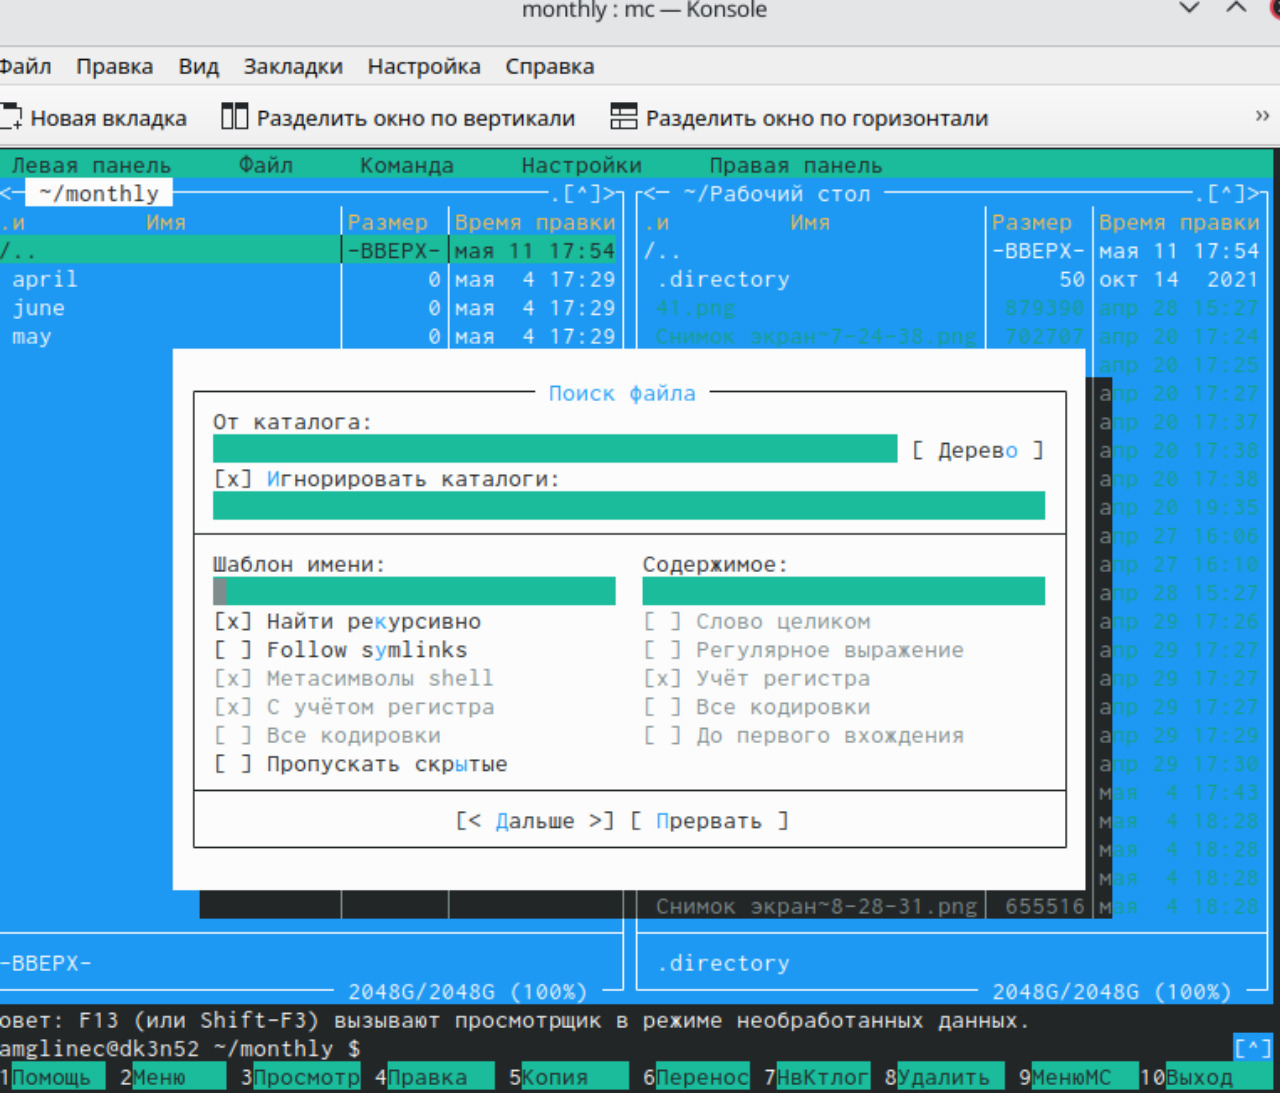 monthly : mc — Konsole
Файл Правка Вид Закладки Настройка Справка
Новая вкладка Разделить окно по вертикали Разделить окно по горизонтали »
Левая панель Файл Команда Настройки Правая панель
<─ ~/monthly .[^]> <─ ~/Рабочий стол .[^]>
.и Имя Размер Время правки .и Имя Размер Время правки
/.. -ВВЕРХ- мая 11 17:54 /.. -ВВЕРХ- мая 11 17:54
april 0 мая 4 17:29 .directory 50 окт 14 2021
june 0 мая 4 17:29 41.png 879390 апр 28 15:27
may 0 мая 4 17:29 Снимок экран~7-24-38.png 702707 апр 20 17:24
апр 20 17:25
Поиск файла апр 20 17:27
От каталога: апр 20 17:37
[ Дерево ] апр 20 17:38
[x] Игнорировать каталоги: апр 20 17:38
апр 20 19:35
апр 27 16:06
Шаблон имени: Содержимое: апр 27 16:10
апр 28 15:27
[x] Найти рекурсивно [ ] Слово целиком апр 29 17:26
[ ] Follow symlinks [ ] Регулярное выражение апр 29 17:27
[x] Метасимволы shell [x] Учёт регистра апр 29 17:27
[x] С учётом регистра [ ] Все кодировки апр 29 17:27
[ ] Все кодировки [ ] До первого вхождения апр 29 17:29
[ ] Пропускать скрытые апр 29 17:30
мая 4 17:43
[< Дальше >] [ Прервать ] мая 4 18:28
мая 4 18:28
мая 4 18:28
Снимок экран~8-28-31.png 655516 мая 4 18:28
-ВВЕРХ- .directory
2048G/2048G (100%) 2048G/2048G (100%)
овет: F13 (или Shift-F3) вызывают просмотрщик в режиме необработанных данных.
amglinec@dk3n52 ~/monthly $ [^]
1Помощь 2Меню 3Просмотр 4Правка 5Копия 6Перенос 7НвКтлог 8Удалить 9МенюMC 10Выход